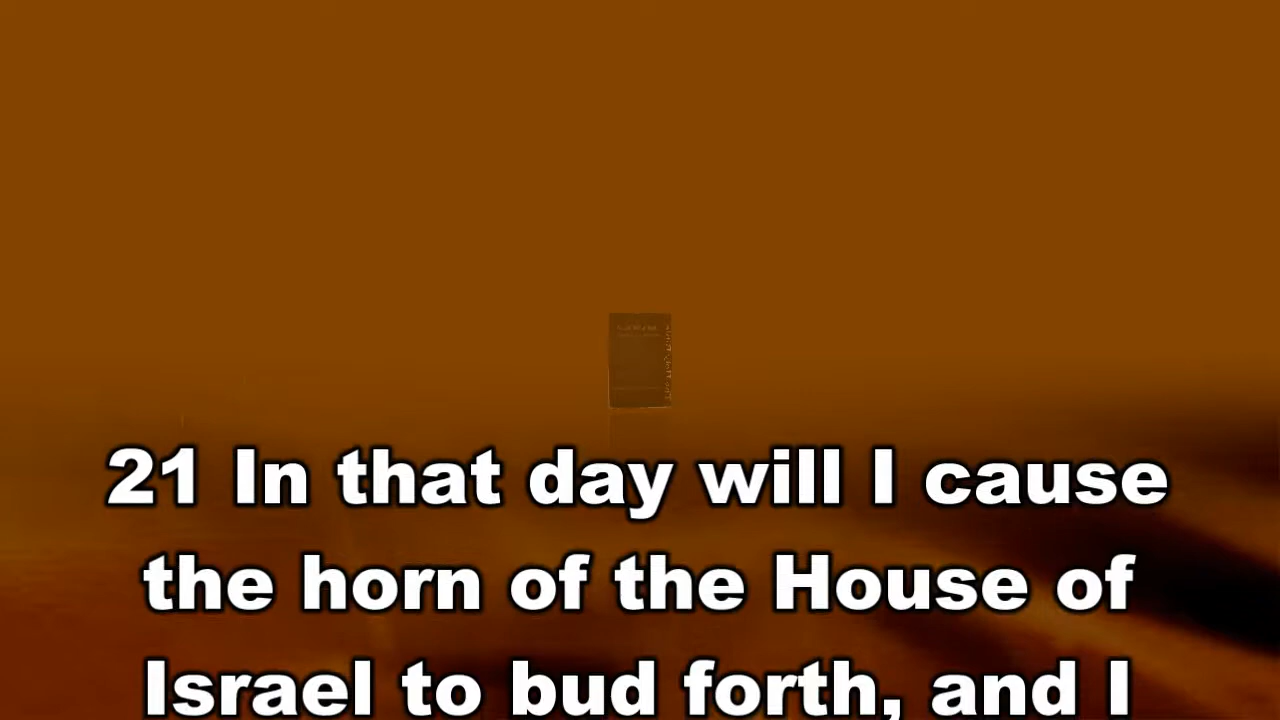 21 In that day will I cause
the horn of the House of
Israel to bud forth, and I